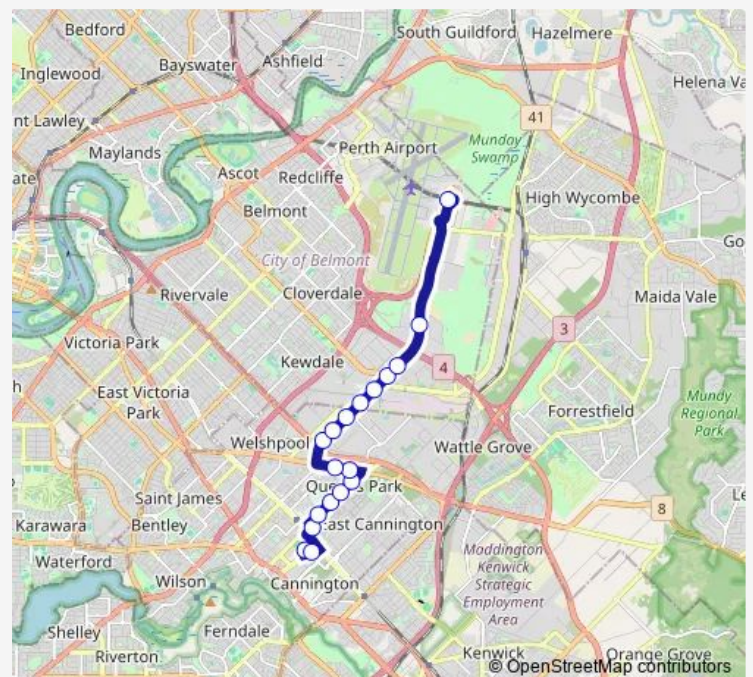 Bedford
South Guildford
Hazelmere
Bayswater
Ashfield
Inglewood
Helena Va
nt Lawley
41
Maylands
Perth Airport
Munday
Swamp
ate
Ascot
Redcliffe
High Wycombe
Belmont
Go
City of Belmont
Rivervale
Cloverdale
Maida Vale
3
Victoria Park
Kewdale
4
h
East Victoria
Park
Mundy
Regional
Park
Forrestfield
Welshpool
Wattle Grove
Saint James
Le
8
Karawara
Bentley
ast Cannington
Waterford
Wilson
Maddington
Kenwick
Strategic
Employment
Area
Cannington
Shelley
Ferndale
Riverton
Kenwick
Orange Grove
© OpenStreetMap contributors